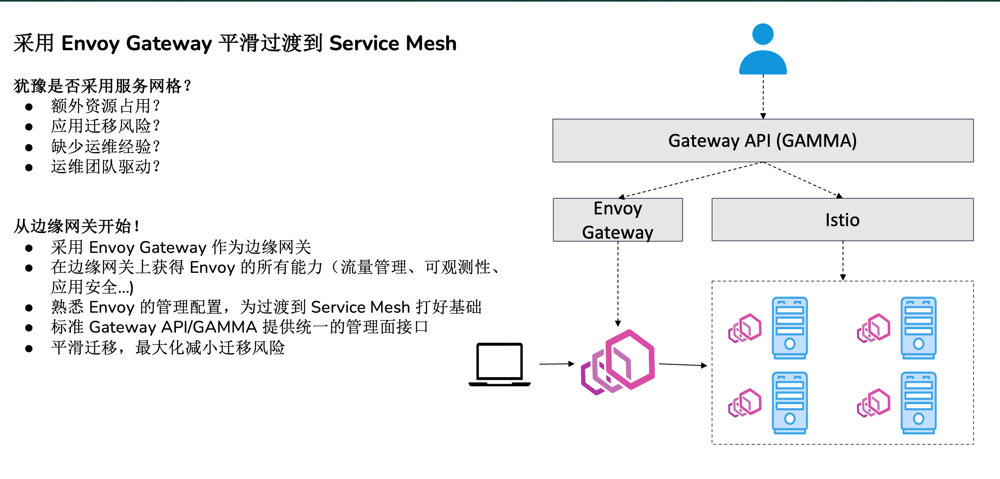 采用 Envoy Gateway 平滑过渡到 Service Mesh
犹豫是否采用服务网格？
● 额外资源占用？
● 应用迁移风险？
● 缺少运维经验？
● 运维团队驱动？
从边缘网关开始！
● 采用 Envoy Gateway 作为边缘网关
● 在边缘网关上获得 Envoy 的所有能力（流量管理、可观测性、
应用安全...)
● 熟悉 Envoy 的管理配置，为过渡到 Service Mesh 打好基础
● 标准 Gateway API/GAMMA 提供统一的管理面接口
● 平滑迁移，最大化减小迁移风险
Gateway API (GAMMA)
Envoy
Gateway
Istio